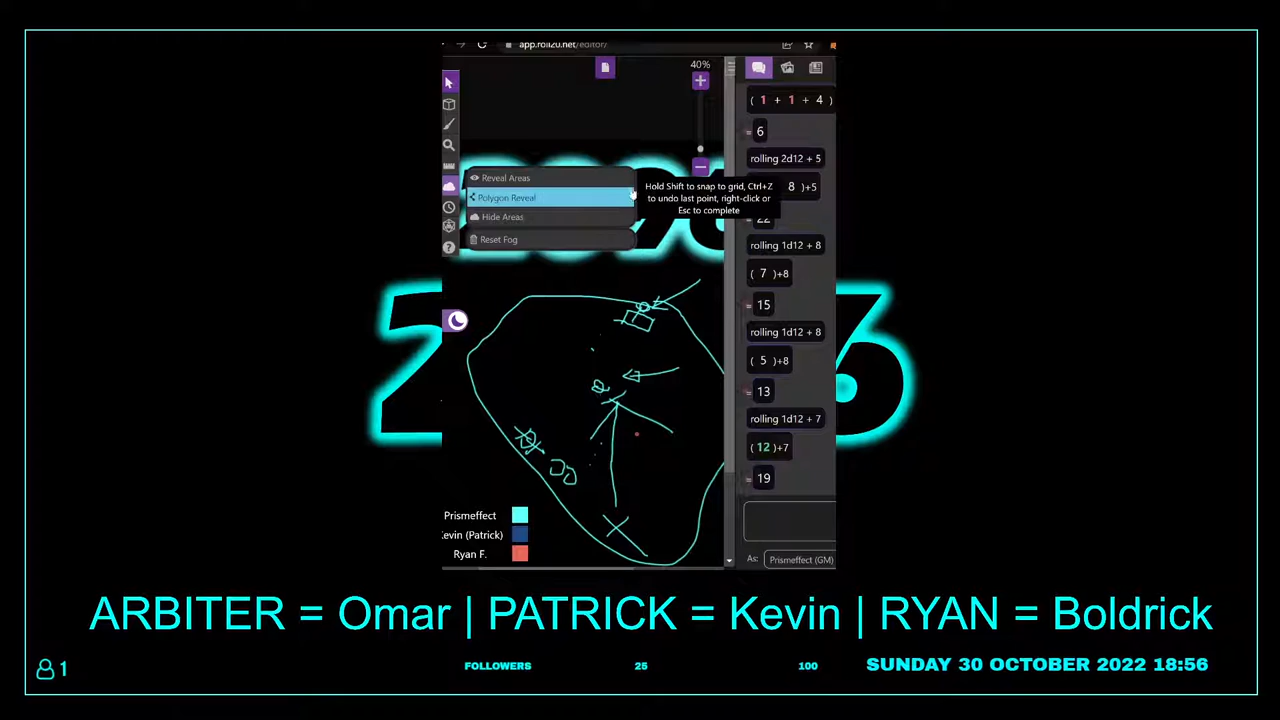 app.roll20.net/editor/
40%
( 1 + 1 + 4 )
= 6
rolling 2d12 + 5
8 )+5
22
rolling 1d12 + 8
( 7 )+8
= 15
rolling 1d12 + 8
( 5 )+8
= 13
rolling 1d12 + 7
( 12 )+7
= 19
Reveal Areas
Polygon Reveal
Hide Areas
Reset Fog
Hold Shift to snap to grid, Ctrl+Z
to undo last point, right-click or
Esc to complete
Prismeffect
Kevin (Patrick)
Ryan F.
As: Prismeffect (GM)
ARBITER = Omar | PATRICK = Kevin | RYAN = Boldrick
1
FOLLOWERS 25 100
SUNDAY 30 OCTOBER 2022 18:56